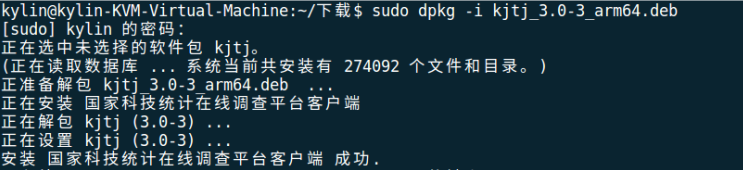 kylin@kylin-KVM-Virtual-Machine:~/下载$ sudo dpkg -i kjtj_3.0-3_arm64.deb
[sudo] kylin 的密码：
正在选中未选择的软件包 kjtj。
(正在读取数据库 ... 系统当前共安装有 274092 个文件和目录。)
正准备解包 kjtj_3.0-3_arm64.deb  ...
正在安装 国家科技统计在线调查平台客户端
正在解包 kjtj (3.0-3) ...
正在设置 kjtj (3.0-3) ...
安装 国家科技统计在线调查平台客户端 成功.